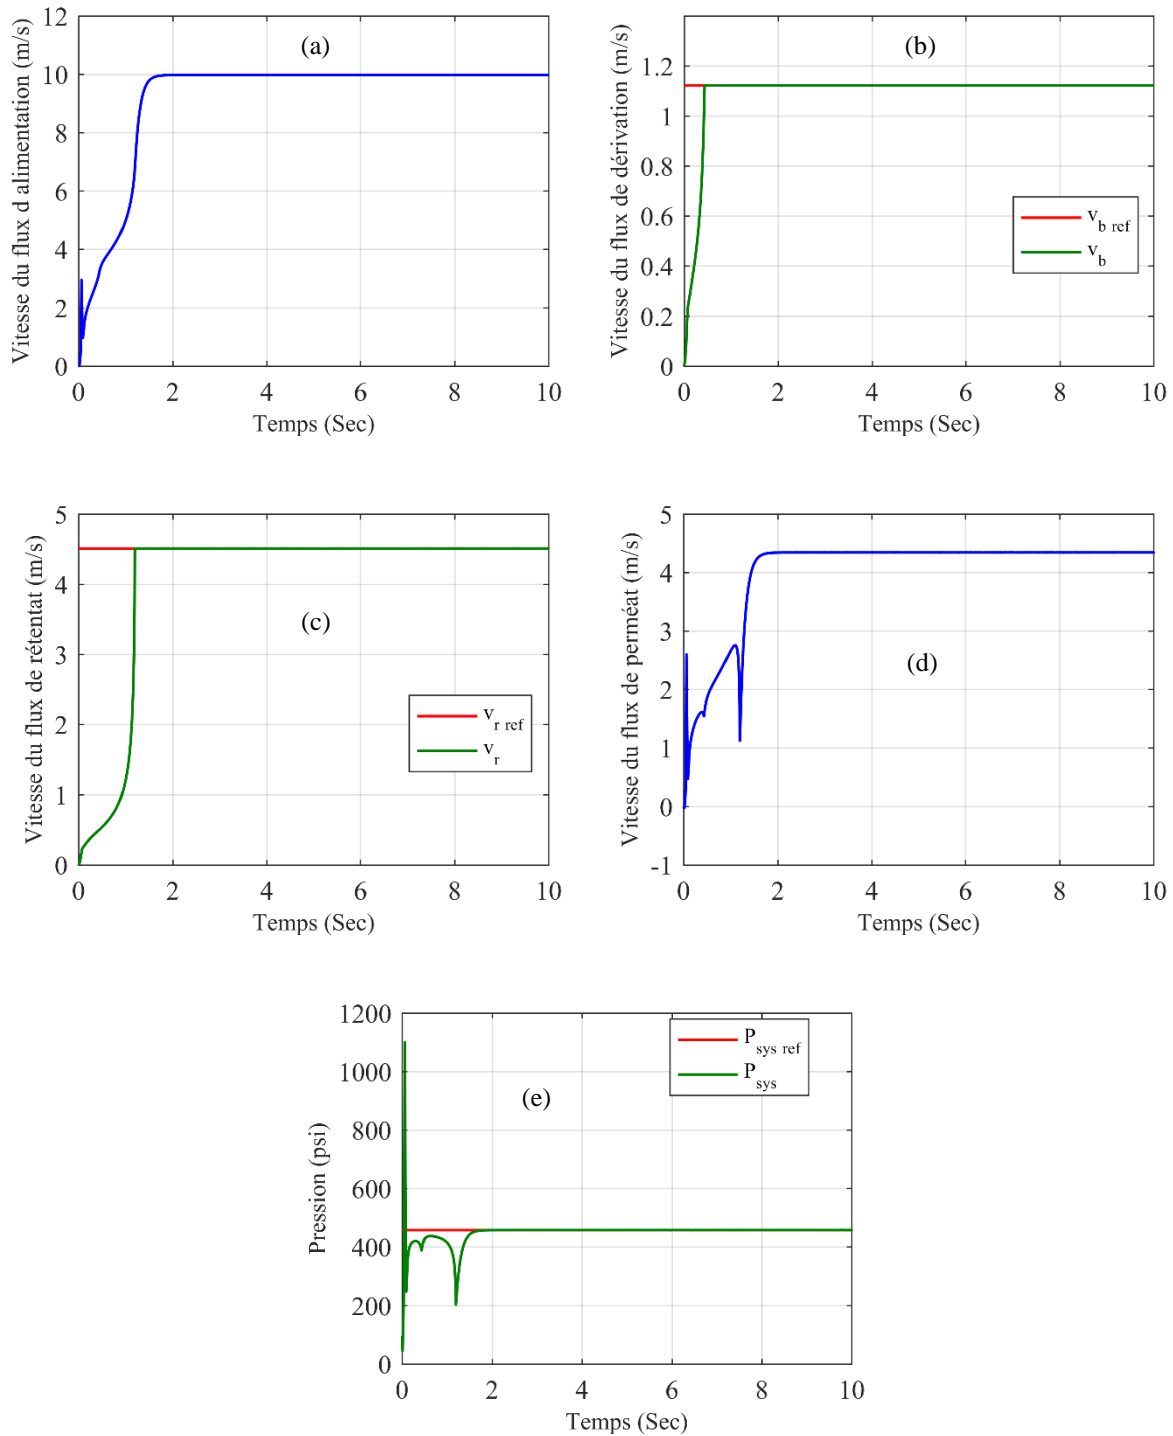 (a)
Vitesse du flux d alimentation (m/s)
12
10
8
6
4
2
0
0 2 4 6 8 10
Temps (Sec)
(b)
Vitesse du flux de dérivation (m/s)
1.2
1
0.8
0.6
0.4
0.2
0
v b ref
v b
0 2 4 6 8 10
Temps (Sec)
(c)
Vitesse du flux de rétentat (m/s)
5
4
3
2
1
0
v r ref
v r
0 2 4 6 8 10
Temps (Sec)
(d)
Vitesse du flux de perméat (m/s)
5
4
3
2
1
0
-1
0 2 4 6 8 10
Temps (Sec)
(e)
Pression (psi)
1200
1000
800
600
400
200
0
P sys ref
P sys
0 2 4 6 8 10
Temps (Sec)